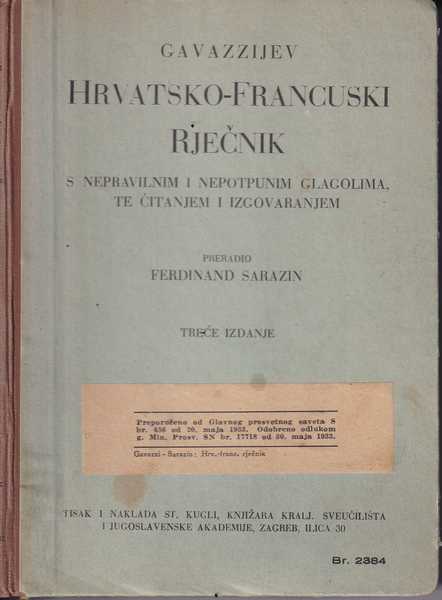 GAVAZZIJEV
HRVATSKO-FRANCUSKI
RJEČNIK
S NEPRAVILNIM I NEPOTPUNIM GLAGOLIMA,
TE ČITANJEM I IZGOVARANJEM
PRERADIO
FERDINAND SARAZIN
TREĆE IZDANJE
Preporočeno od Glavnog prosvetnog saveta S
br. 456 od 20. maja 1933. Odobreno odlukom
g. Min. Prosv. SN br. 17718 od 30. maja 1933.
Gavazzi-Sarazin: Hrv.-franc. rječnik
TISAK I NAKLADA ST. KUGLI, KNJIŽARA KRALJ. SVEUČILIŠTA
I JUGOSLAVENSKE AKADEMIJE, ZAGREB, ILICA 30
Br. 2384